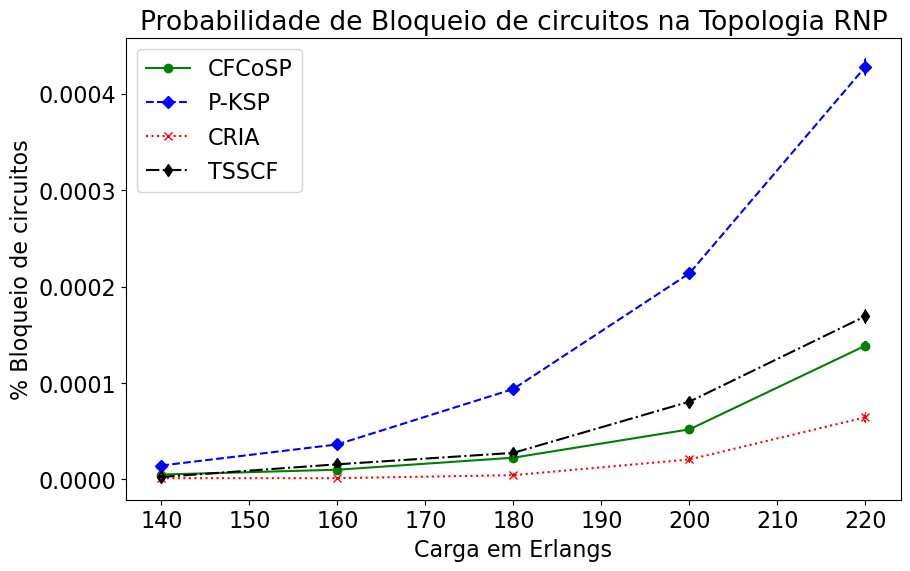 Probabilidade de Bloqueio de circuitos na Topologia RNP
CFCoSP
P-KSP
CRIA
TSSCF
% Bloqueio de circuitos
0.0004
0.0003
0.0002
0.0001
0.0000
140 150 160 170 180 190 200 210 220
Carga em Erlangs